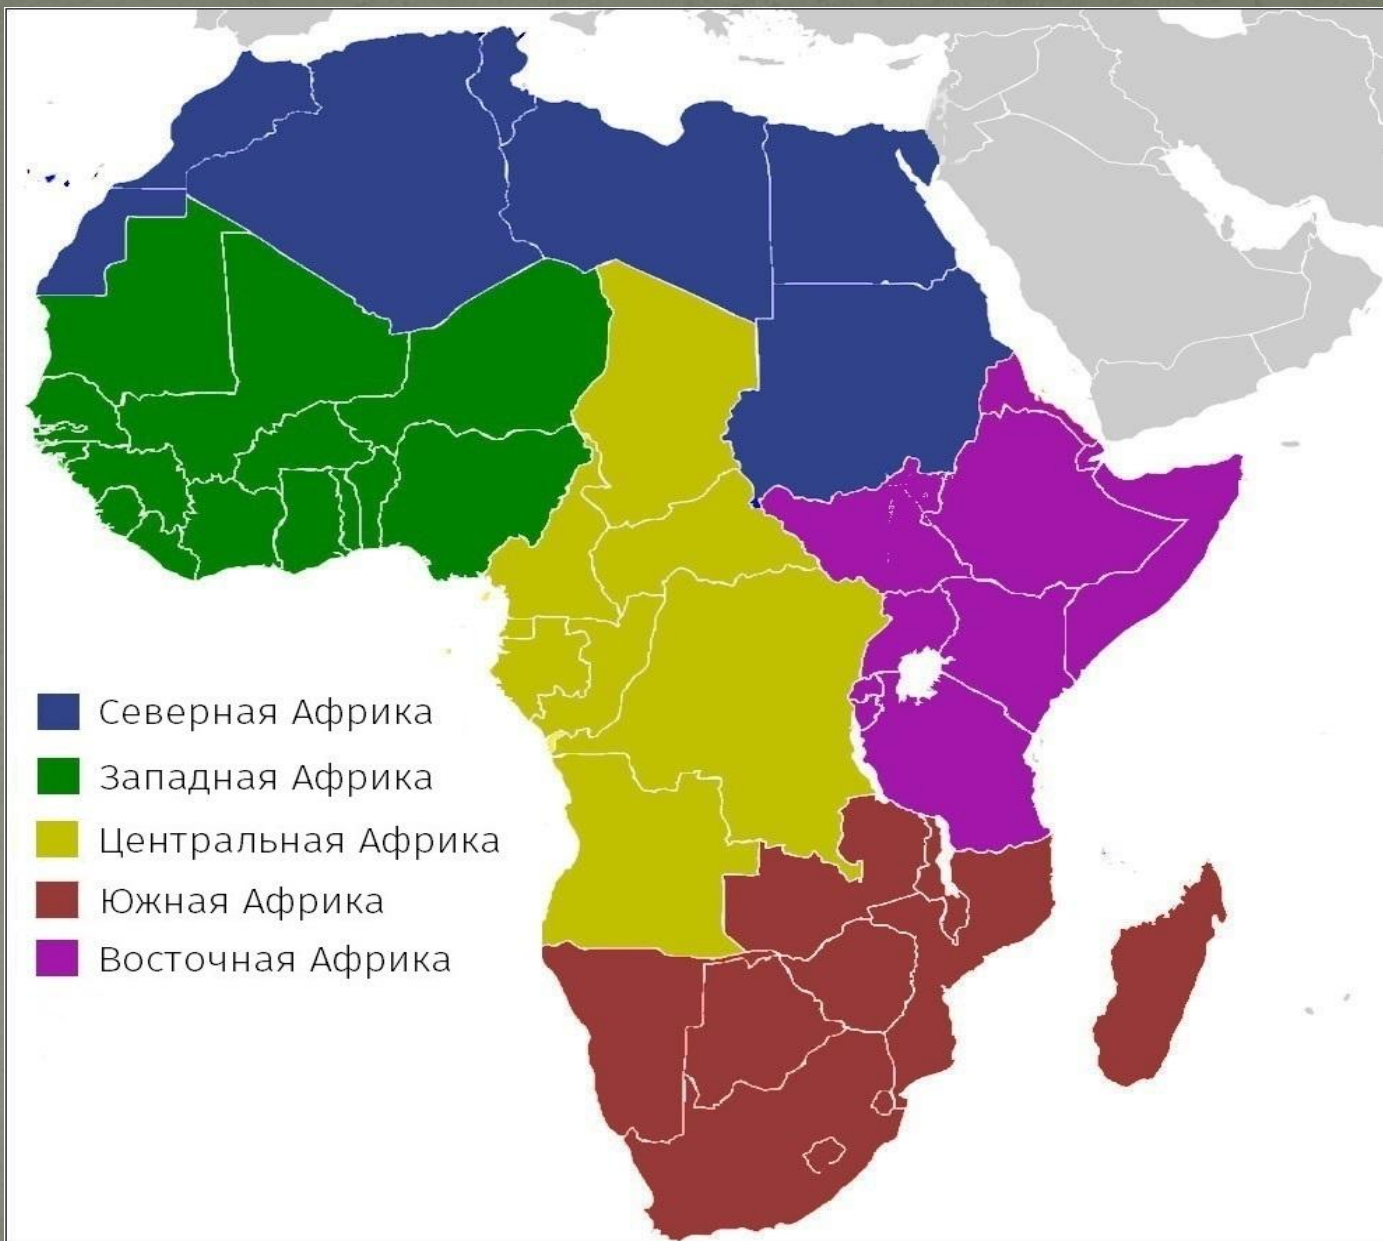 Северная Африка
Западная Африка
Центральная Африка
Южная Африка
Восточная Африка